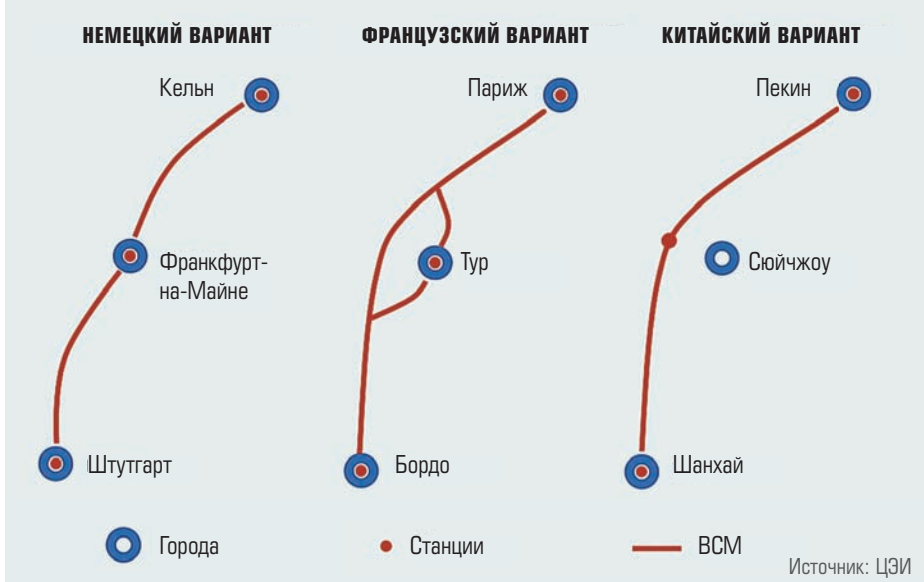 НЕМЕЦКИЙ ВАРИАНТ
Кельн
Франкфурт-
на-Майне
Штутгарт
ФРАНЦУЗСКИЙ ВАРИАНТ
Париж
Тур
Бордо
КИТАЙСКИЙ ВАРИАНТ
Пекин
Сюйчжоу
Шанхай
Города
Станции
ВСМ
Источник: ЦЭИ